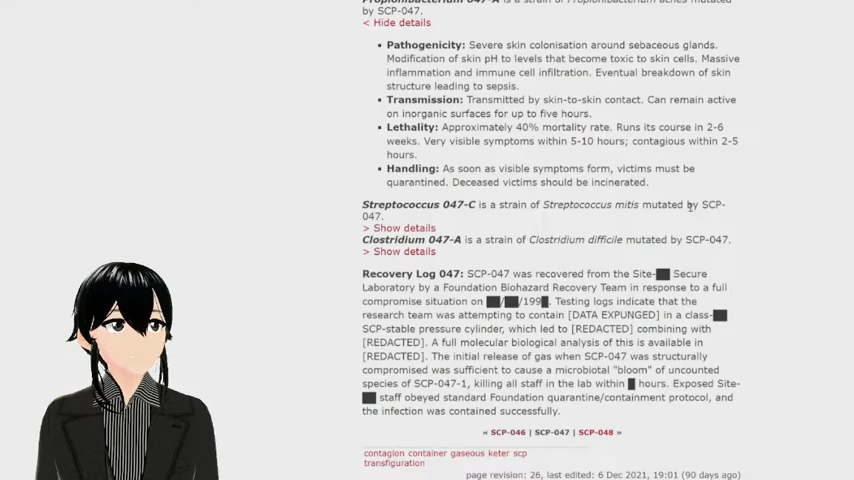 Propionibacterium 047-A is a strain of Propionibacterium acnes mutated
by SCP-047.
< Hide details
▪ Pathogenicity: Severe skin colonisation around sebaceous glands.
Modification of skin pH to levels that become toxic to skin cells. Massive
inflammation and immune cell infiltration. Eventual breakdown of skin
structure leading to sepsis.
▪ Transmission: Transmitted by skin-to-skin contact. Can remain active
on inorganic surfaces for up to five hours.
▪ Lethality: Approximately 40% mortality rate. Runs its course in 2-6
weeks. Very visible symptoms within 5-10 hours; contagious within 2-5
hours.
▪ Handling: As soon as visible symptoms form, victims must be
quarantined. Deceased victims should be incinerated.
Streptococcus 047-C is a strain of Streptococcus mitis mutated by SCP-
047.
> Show details
Clostridium 047-A is a strain of Clostridium difficile mutated by SCP-047.
> Show details
Recovery Log 047: SCP-047 was recovered from the Site-██ Secure
Laboratory by a Foundation Biohazard Recovery Team in response to a full
compromise situation on ██/██/199█. Testing logs indicate that the
research team was attempting to contain [DATA EXPUNGED] in a class-██
SCP-stable pressure cylinder, which led to [REDACTED] combining with
[REDACTED]. A full molecular biological analysis of this is available in
[REDACTED]. The initial release of gas when SCP-047 was structurally
compromised was sufficient to cause a microbiotal "bloom" of uncounted
species of SCP-047-1, killing all staff in the lab within █ hours. Exposed Site-
██ staff obeyed standard Foundation quarantine/containment protocol, and
the infection was contained successfully.
« SCP-046 | SCP-047 | SCP-048 »
contagion container gaseous keter scp
transfiguration
page revision: 26, last edited: 6 Dec 2021, 19:01 (90 days ago)